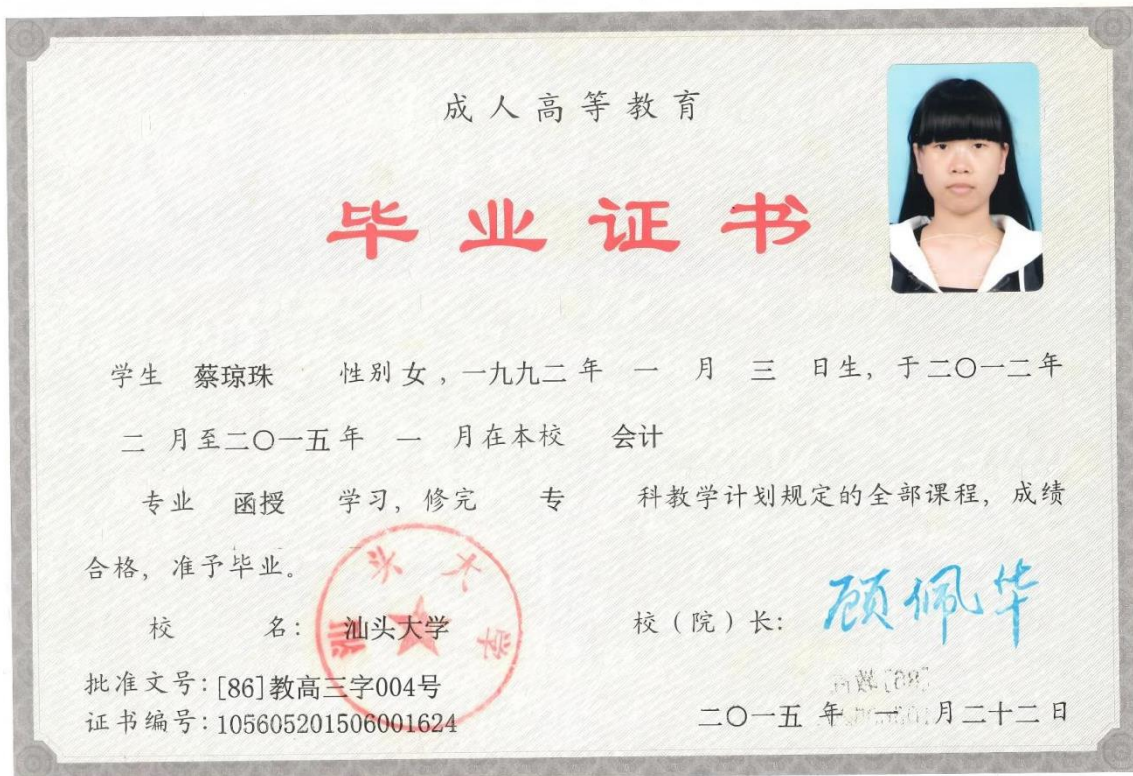 成人高等教育
毕业证书
学生 蔡琼珠 性别 女，一九九二 年 一 月 三 日生，于二〇一二年
二 月至二〇一五 年 一 月在本校 会计
专业 函授 学习，修完 专 科教学计划规定的全部课程，成绩
合格，准予毕业。
汕头大学
校 名：汕头大学 校（院）长：顾佩华
批准文号：[86]教高三字004号
证书编号：105605201506001624 二〇一五 年 一 月二十二日